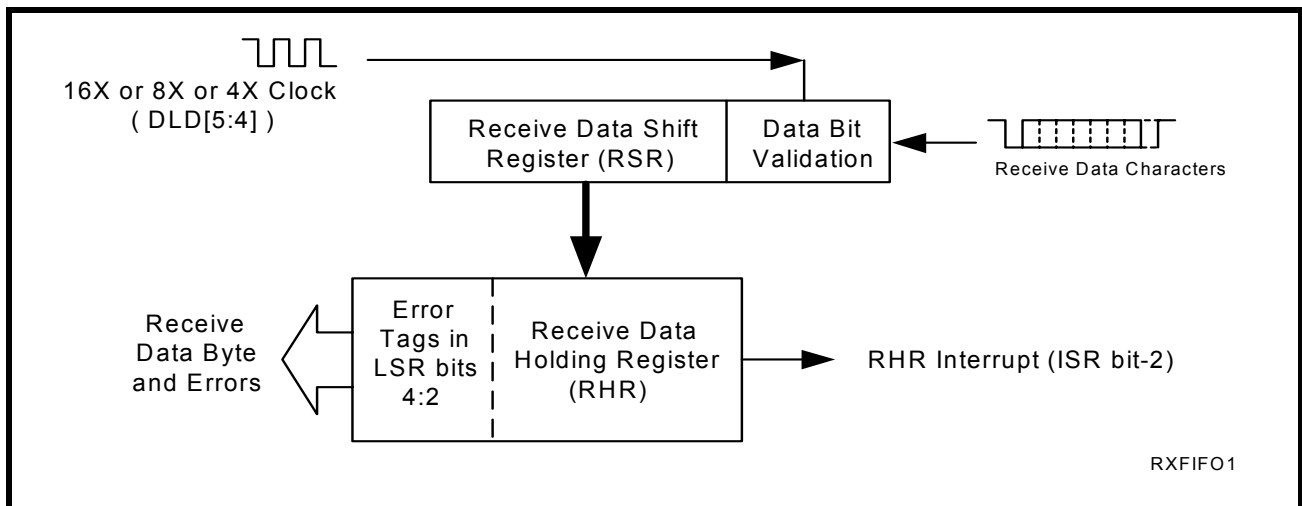 16X or 8X or 4X Clock
( DLD[5:4] )
Receive Data Shift
Register (RSR)
Data Bit
Validation
Receive Data Characters
Receive
Data Byte
and Errors
Error
Tags in
LSR bits
4:2
Receive Data
Holding Register
(RHR)
RHR Interrupt (ISR bit-2)
RXFIFO1